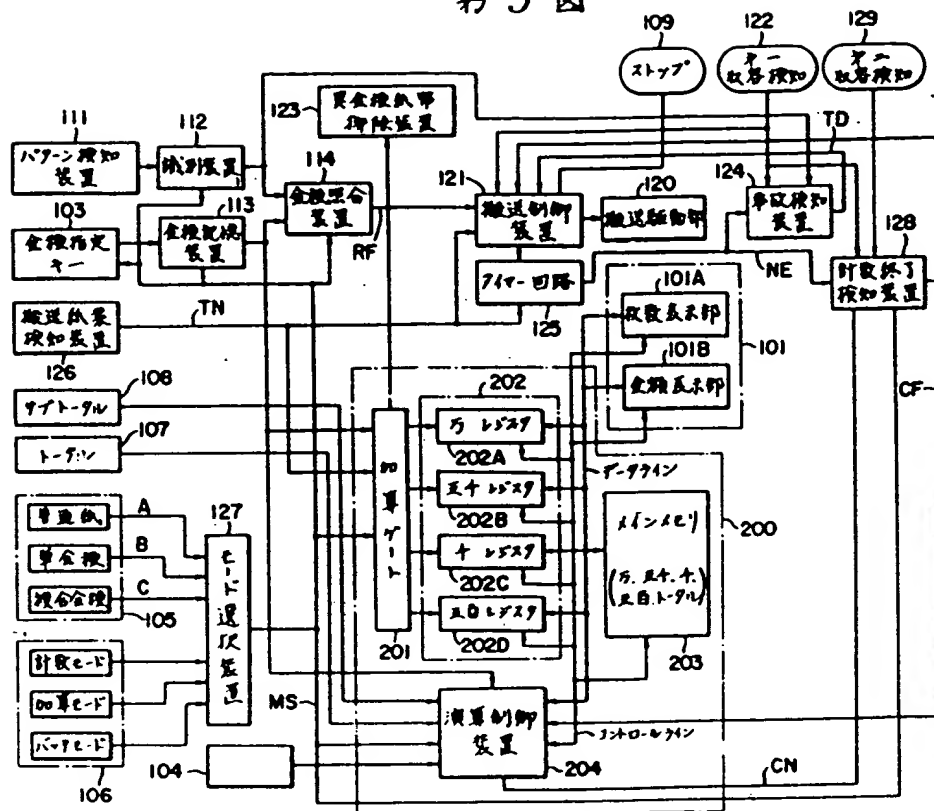 第5図
109
122
129
ストップ
キー
収容検知
オニ
収容検知
123
異金種紙幣
排除装置
111
パターン検知
装置
112
識別装置
114
金種照合
装置
TD
121
搬送制御
装置
120
搬送駆動部
124
事故検知
装置
103
金種指定
キー
113
金種記憶
装置
RF
128
計数終了
検知装置
NE
タイマー回路
125
101A
枚数表示部
101B
金額表示部
101
搬送紙葉
検知装置
126
TN
108
サブトータル
107
トータル
CF
202
万 レジスタ
202A
五千 レジスタ
202B
千 レジスタ
202C
五百 レジスタ
202D
加算ゲート
201
データライン
メインメモリ
(万、五千、千、
五百、トータル)
203
200
普通紙
A
単金種
B
混合金種
C
105
127
モード選択装置
計数モード
加算モード
バッチモード
106
MS
104
演算制御
装置
204
コントロールライン
CN